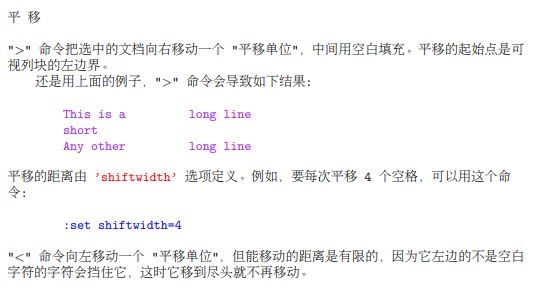 平 移
">" 命令把选中的文档向右移动一个 "平移单位"，中间用空白填充。平移的起始点是可
视列块的左边界。
还是用上面的例子，">" 命令会导致如下结果：
This is a        long line
short
Any other        long line
平移的距离由 'shiftwidth' 选项定义。例如，要每次平移 4 个空格，可以用这个命
令：
:set shiftwidth=4
"<" 命令向左移动一个 "平移单位"，但能移动的距离是有限的，因为它左边的不是空白
字符的字符会挡住它，这时它移到尽头就不再移动。